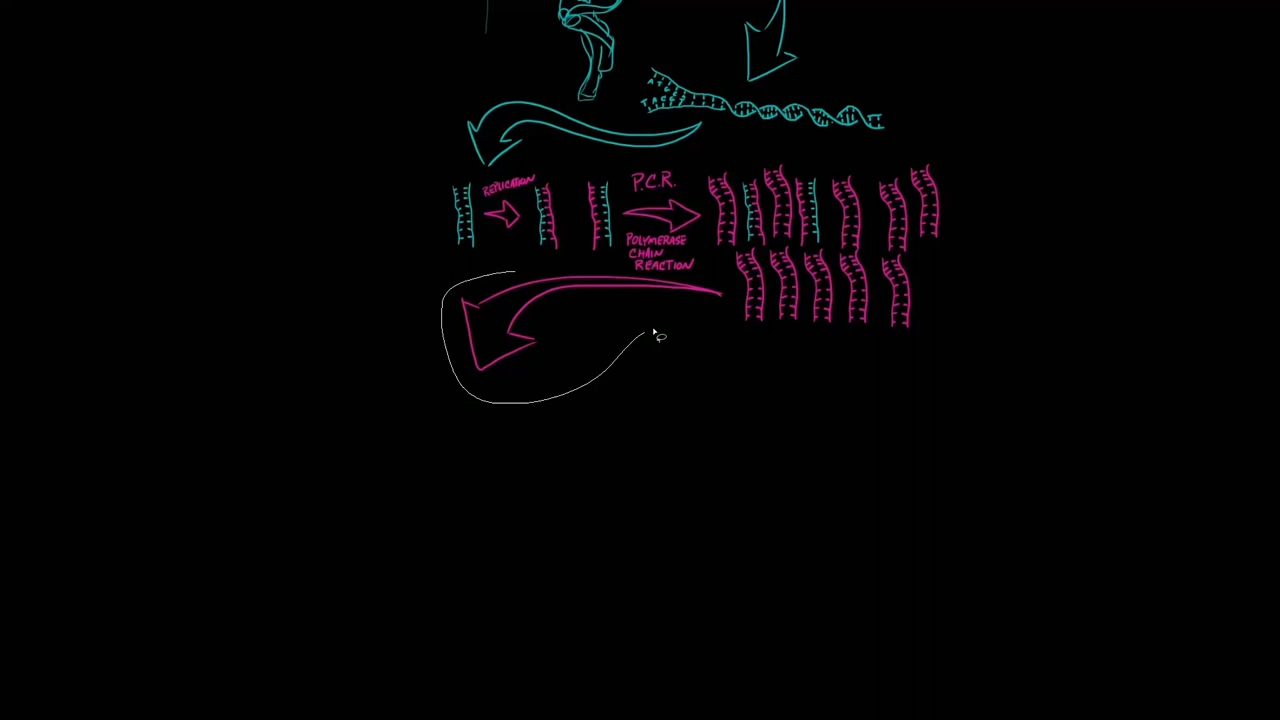 REPLICATION
P.C.R.
POLYMERASE
CHAIN
REACTION